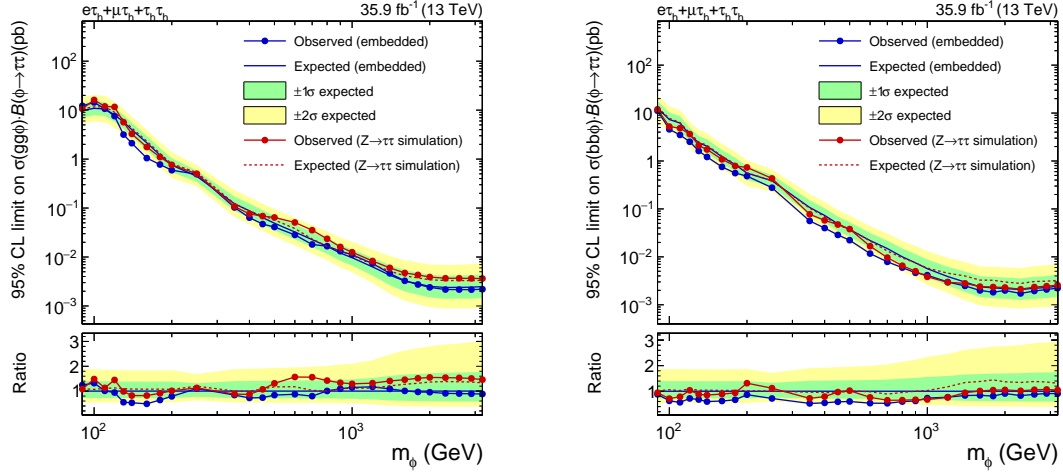 eτₕ+μτₕ+τₕτₕ 35.9 fb⁻¹ (13 TeV)
95% CL limit on σ(ggϕ)·B(ϕ→ττ)(pb)
10²
10
1
10⁻¹
10⁻²
10⁻³
Observed (embedded)
Expected (embedded)
±1σ expected
±2σ expected
Observed (Z→ττ simulation)
Expected (Z→ττ simulation)
Ratio
3
2
1
10² 10³
m_ϕ (GeV)
eτₕ+μτₕ+τₕτₕ 35.9 fb⁻¹ (13 TeV)
95% CL limit on σ(bbϕ)·B(ϕ→ττ)(pb)
10²
10
1
10⁻¹
10⁻²
10⁻³
Observed (embedded)
Expected (embedded)
±1σ expected
±2σ expected
Observed (Z→ττ simulation)
Expected (Z→ττ simulation)
Ratio
3
2
1
10² 10³
m_ϕ (GeV)